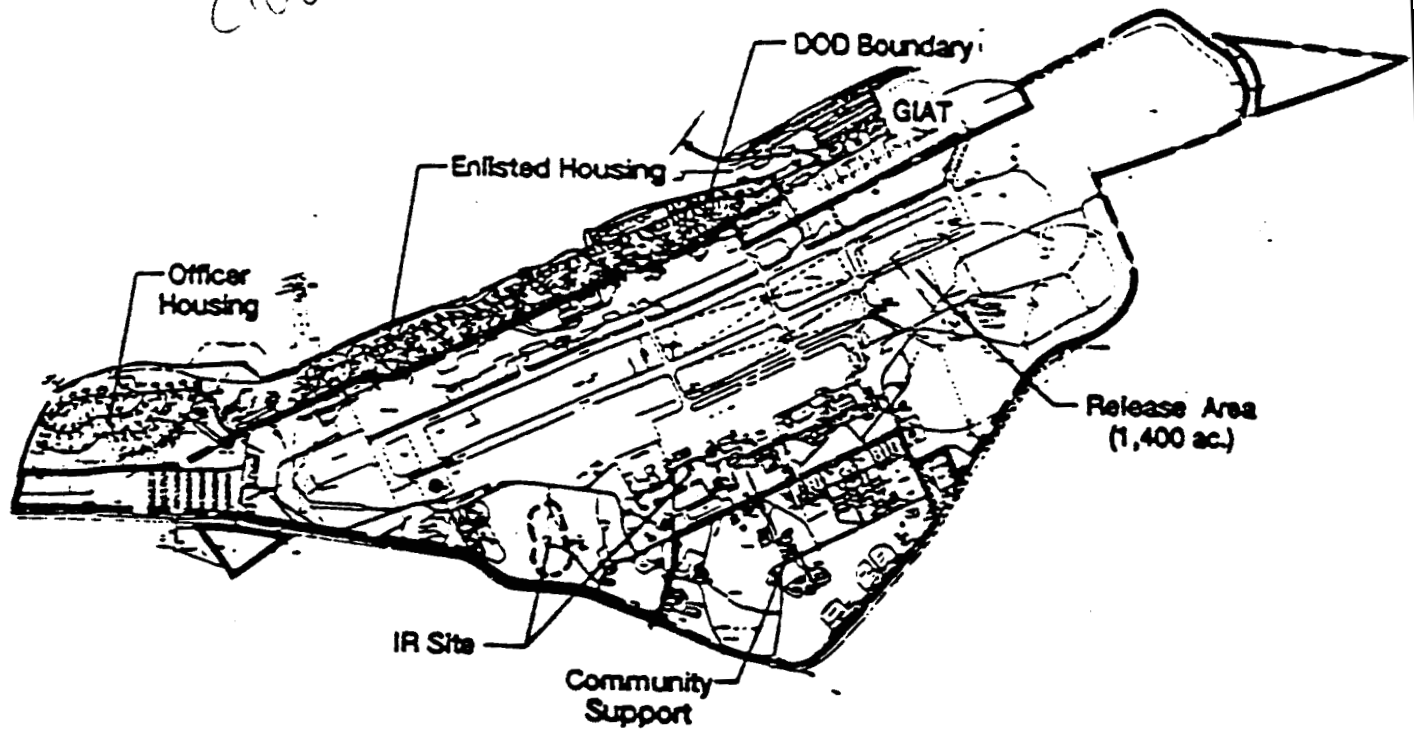 DOD Boundary
GIAT
Enlisted Housing
Officer
Housing
Release Area
(1,400 ac.)
IR Site
Community
Support